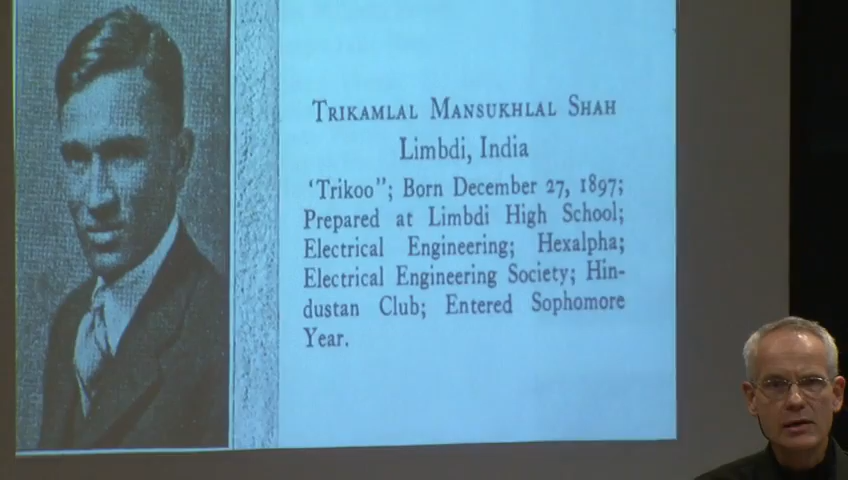 TRIKAMLAL MANSUKHLAL SHAH
Limbdi, India
'Trikoo"; Born December 27, 1897;
Prepared at Limbdi High School;
Electrical Engineering; Hexalpha;
Electrical Engineering Society; Hin-
dustan Club; Entered Sophomore
Year.